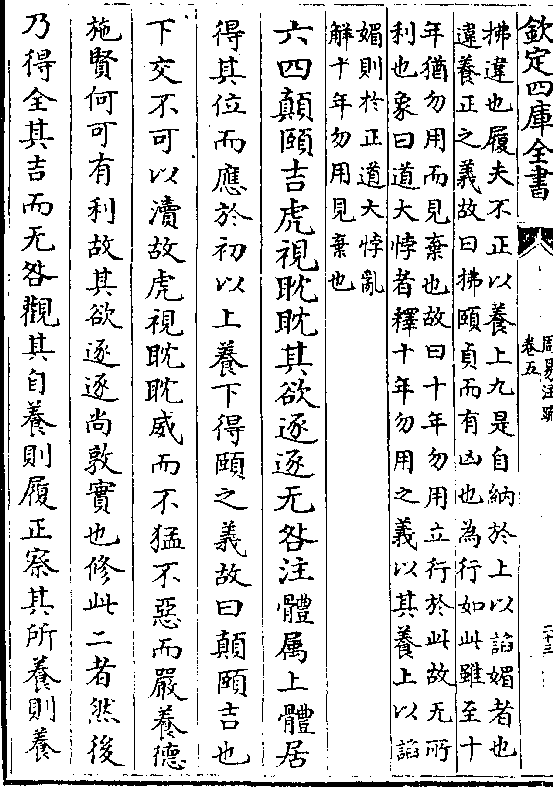 欽定四庫全書
周易注疏
卷五
拂違也履夫不正以養上九是自納於上以諂媚者也
違養正之義故曰拂頤貞而有凶也為行如此雖至十
年猶勿用而見棄也故曰十年勿用立行於此故无所
利也象曰道大悖者釋十年勿用之義以其養上以諂
媚則於正道大悖亂
解十年勿用見棄也
六四顛頤吉虎視眈眈其欲逐逐无咎注體属上體居
得其位而應於初以上養下得頤之義故曰顛頤吉也
下交不可以瀆故虎視眈眈威而不猛不惡而嚴養德
施賢何可有利故其欲逐逐尚敦實也修此二者然後
乃得全其吉而无咎觀其自養則履正察其所養則養